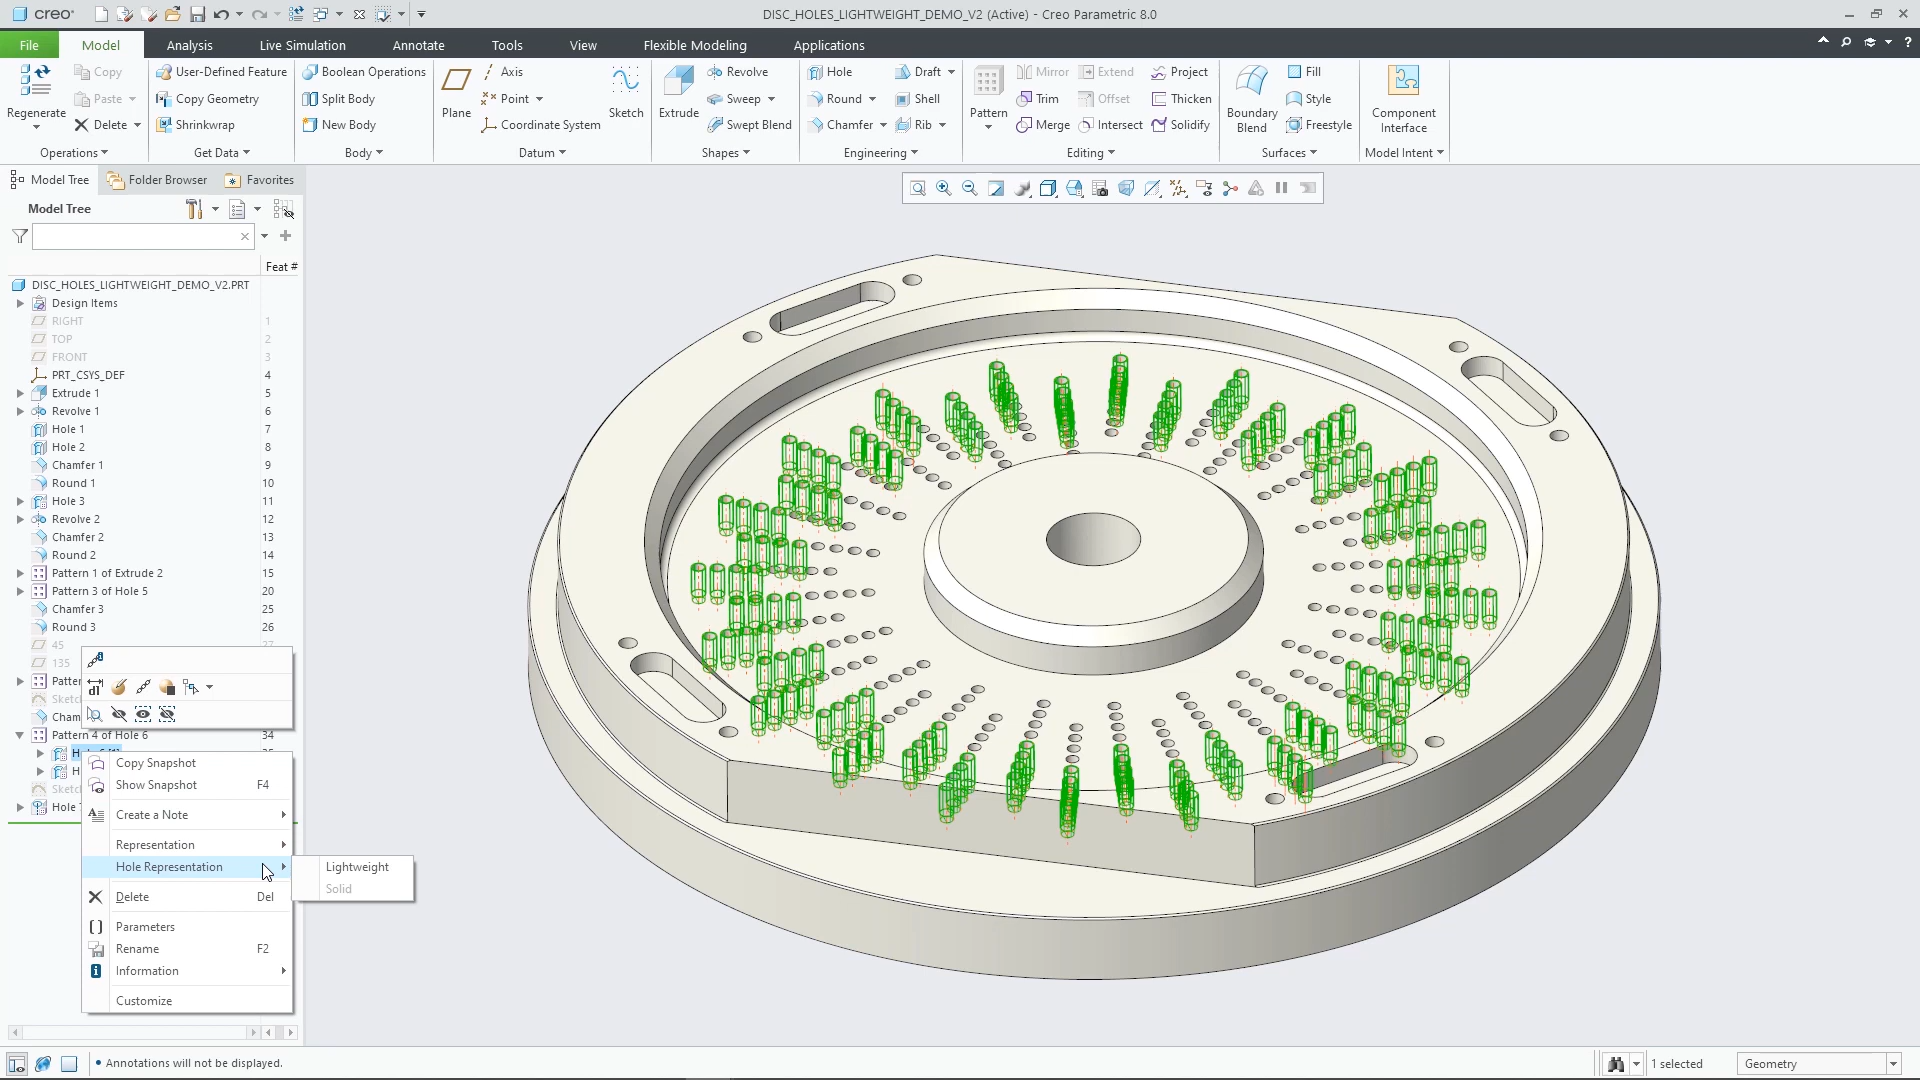 creo
DISC_HOLES_LIGHTWEIGHT_DEMO_V2 (Active) - Creo Parametric 8.0
File Model Analysis Live Simulation Annotate Tools View Flexible Modeling Applications
Regenerate
Copy
Paste
Delete
Operations
User-Defined Feature
Copy Geometry
Shrinkwrap
Get Data
Boolean Operations
Split Body
New Body
Body
Plane
Axis
Point
Coordinate System
Sketch
Datum
Extrude
Revolve
Sweep
Swept Blend
Shapes
Hole
Round
Chamfer
Draft
Shell
Rib
Engineering
Pattern
Mirror
Trim
Merge
Extend
Offset
Intersect
Project
Thicken
Solidify
Editing
Boundary
Blend
Fill
Style
Freestyle
Surfaces
Component
Interface
Model Intent
Model Tree Folder Browser Favorites
Model Tree
Feat #
DISC_HOLES_LIGHTWEIGHT_DEMO_V2.PRT
Design Items
RIGHT 1
TOP 2
FRONT 3
PRT_CSYS_DEF 4
Extrude 1 5
Revolve 1 6
Hole 1 7
Hole 2 8
Chamfer 1 9
Round 1 10
Hole 3 11
Revolve 2 12
Chamfer 2 13
Round 2 14
Pattern 1 of Extrude 2 15
Pattern 3 of Hole 5 20
Chamfer 3 25
Round 3 26
45
135
Patter
Sketc
Cham
Pattern 4 of Hole 6 34
H
Sketc
Hole
Copy Snapshot
Show Snapshot F4
Create a Note
Representation
Hole Representation
Lightweight
Solid
Delete Del
Parameters
Rename F2
Information
Customize
Annotations will not be displayed.
1 selected
Geometry